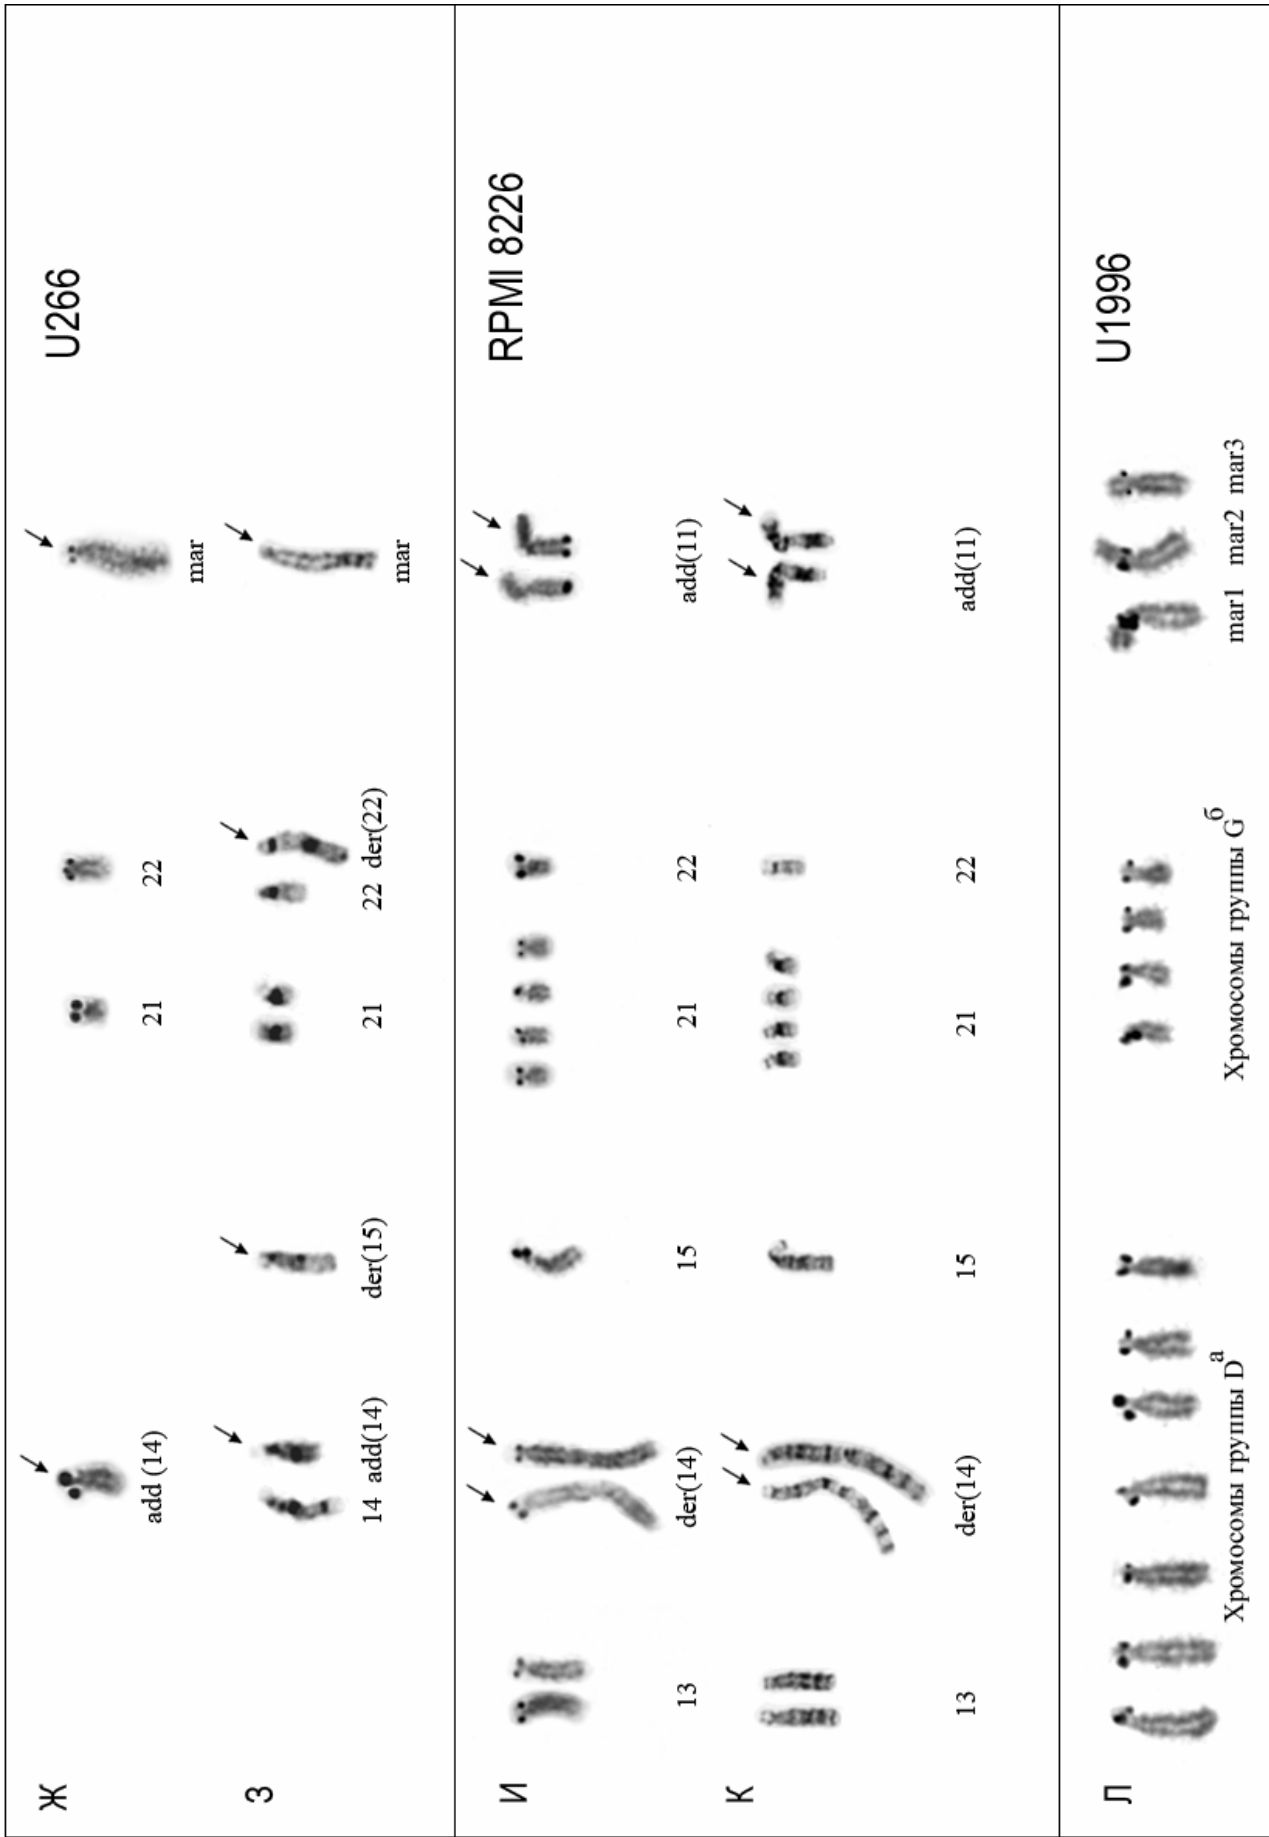 U266
Ж
add (14)
21
22
mar
З
14 add(14)
der(15)
21
22 der(22)
mar
RPMI 8226
И
13
der(14)
15
21
22
add(11)
К
13
der(14)
15
21
22
add(11)
U1996
Л
Хромосомы группы Dа
Хромосомы группы Gб
mar1 mar2 mar3